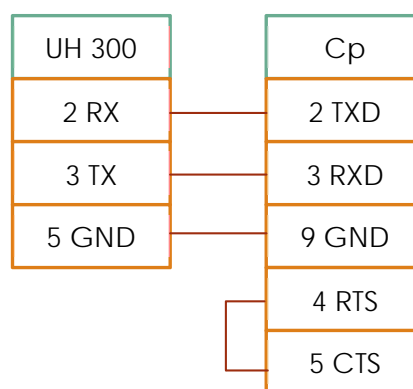 UH 300
Cp
2 RX
2 TXD
3 TX
3 RXD
5 GND
9 GND
4 RTS
5 CTS